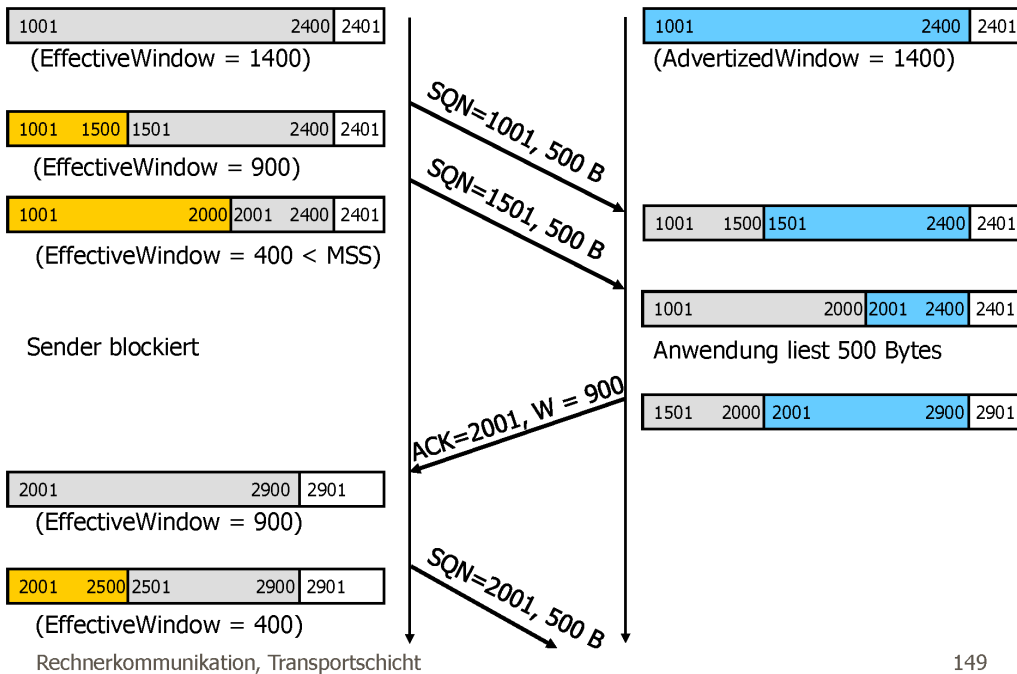 1001 2400 2401
(EffectiveWindow = 1400)
1001 2400 2401
(AdvertizedWindow = 1400)
SQN=1001, 500 B
1001 1500 1501 2400 2401
(EffectiveWindow = 900)
SQN=1501, 500 B
1001 2000 2001 2400 2401
(EffectiveWindow = 400 < MSS)
1001 1500 1501 2400 2401
1001 2000 2001 2400 2401
Sender blockiert
Anwendung liest 500 Bytes
ACK=2001, W = 900
1501 2000 2001 2900 2901
2001 2900 2901
(EffectiveWindow = 900)
SQN=2001, 500 B
2001 2500 2501 2900 2901
(EffectiveWindow = 400)
Rechnerkommunikation, Transportschicht
149